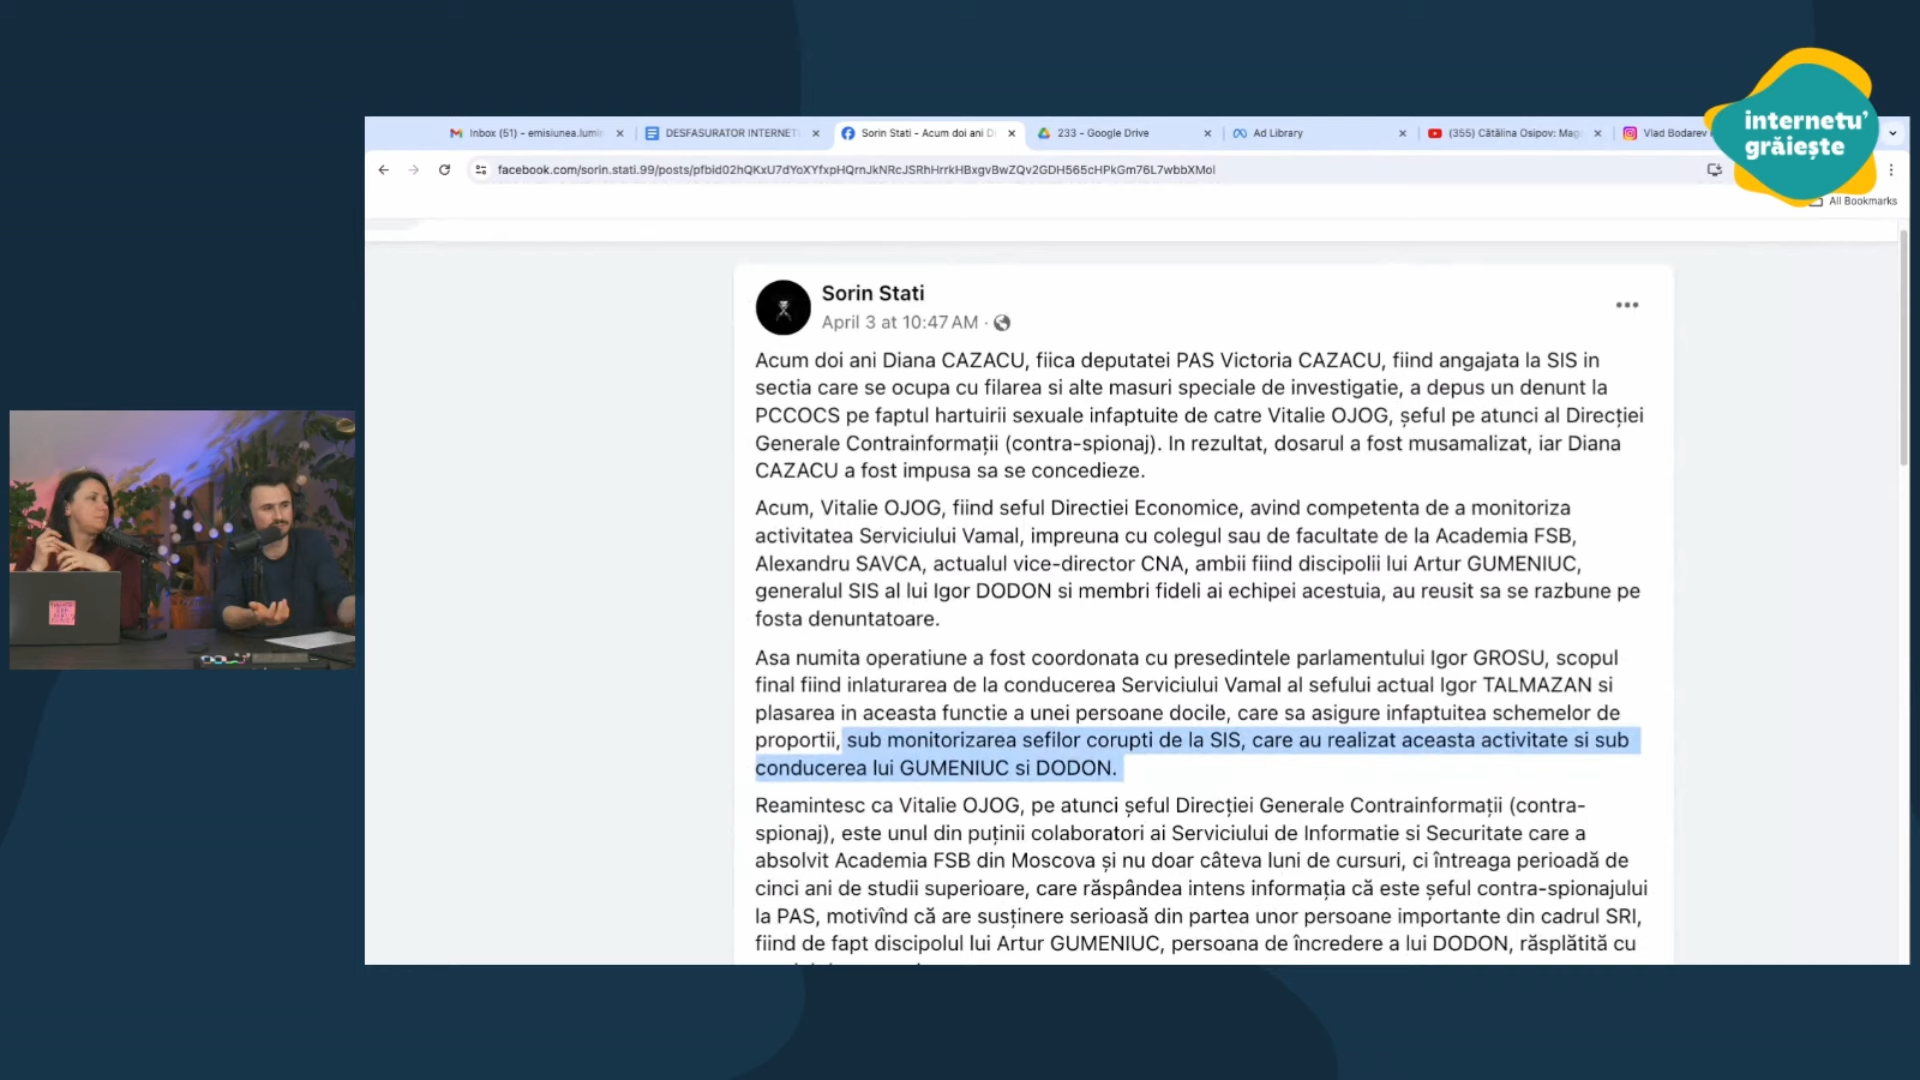 internetu'
grăiește
Inbox (51) - emisiunea.lumin
DESFASURATOR INTERNET
Sorin Stati - Acum doi ani D
233 - Google Drive
Ad Library
(355) Cătălina Osipov: Mag
Vlad Bodarev
facebook.com/sorin.stati.99/posts/pfbid02hQKxU7dYoXYfxpHQrnJkNRcJSRhHrrkHBxgvBwZQv2GDH565cHPkGm76L7wbbXMol
All Bookmarks
Sorin Stati
April 3 at 10:47 AM ·
Acum doi ani Diana CAZACU, fiica deputatei PAS Victoria CAZACU, fiind angajata la SIS in
sectia care se ocupa cu filarea si alte masuri speciale de investigatie, a depus un denunt la
PCCOCS pe faptul hartuirii sexuale infaptuite de catre Vitalie OJOG, șeful pe atunci al Direcției
Generale Contrainformații (contra-spionaj). In rezultat, dosarul a fost musamalizat, iar Diana
CAZACU a fost impusa sa se concedieze.
Acum, Vitalie OJOG, fiind seful Directiei Economice, avind competenta de a monitoriza
activitatea Serviciului Vamal, impreuna cu colegul sau de facultate de la Academia FSB,
Alexandru SAVCA, actualul vice-director CNA, ambii fiind discipolii lui Artur GUMENIUC,
generalul SIS al lui Igor DODON si membri fideli ai echipei acestuia, au reusit sa se razbune pe
fosta denuntatoare.
Asa numita operatiune a fost coordonata cu presedintele parlamentului Igor GROSU, scopul
final fiind inlaturarea de la conducerea Serviciului Vamal al sefului actual Igor TALMAZAN si
plasarea in aceasta functie a unei persoane docile, care sa asigure infaptuitea schemelor de
proportii, sub monitorizarea sefilor corupti de la SIS, care au realizat aceasta activitate si sub
conducerea lui GUMENIUC si DODON.
Reamintesc ca Vitalie OJOG, pe atunci șeful Direcției Generale Contrainformații (contra-
spionaj), este unul din puținii colaboratori ai Serviciului de Informatie si Securitate care a
absolvit Academia FSB din Moscova și nu doar câteva luni de cursuri, ci întreaga perioadă de
cinci ani de studii superioare, care răspândea intens informația că este șeful contra-spionajului
la PAS, motivînd că are susținere serioasă din partea unor persoane importante din cadrul SRI,
fiind de fapt discipolul lui Artur GUMENIUC, persoana de încredere a lui DODON, răsplătită cu